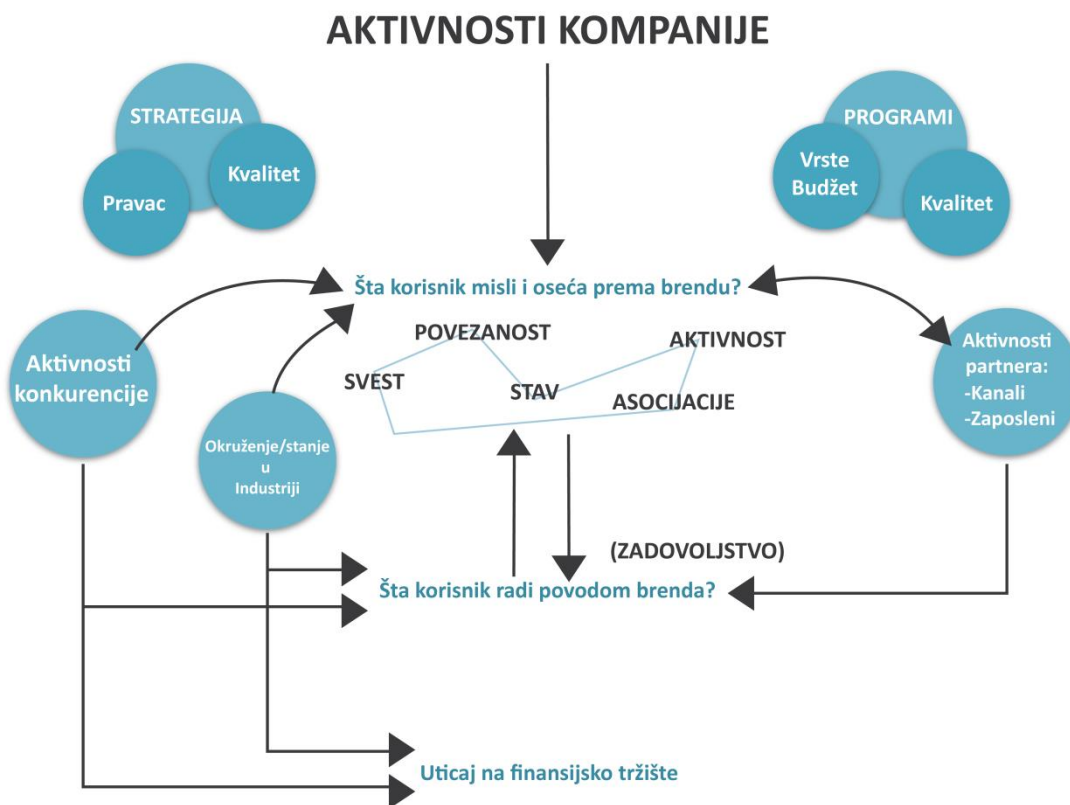 AKTIVNOSTI KOMPANIJE
STRATEGIJA
Pravac
Kvalitet
PROGRAMI
Vrste
Budžet
Kvalitet
Šta korisnik misli i oseća prema brendu?
Aktivnosti
konkurencije
Okruženje/stanje
u
Industriji
POVEZANOST
AKTIVNOST
SVEST
STAV
ASOCIJACIJE
Aktivnosti
partnera:
-Kanali
-Zaposleni
(ZADOVOLJSTVO)
Šta korisnik radi povodom brenda?
Uticaj na finansijsko tržište